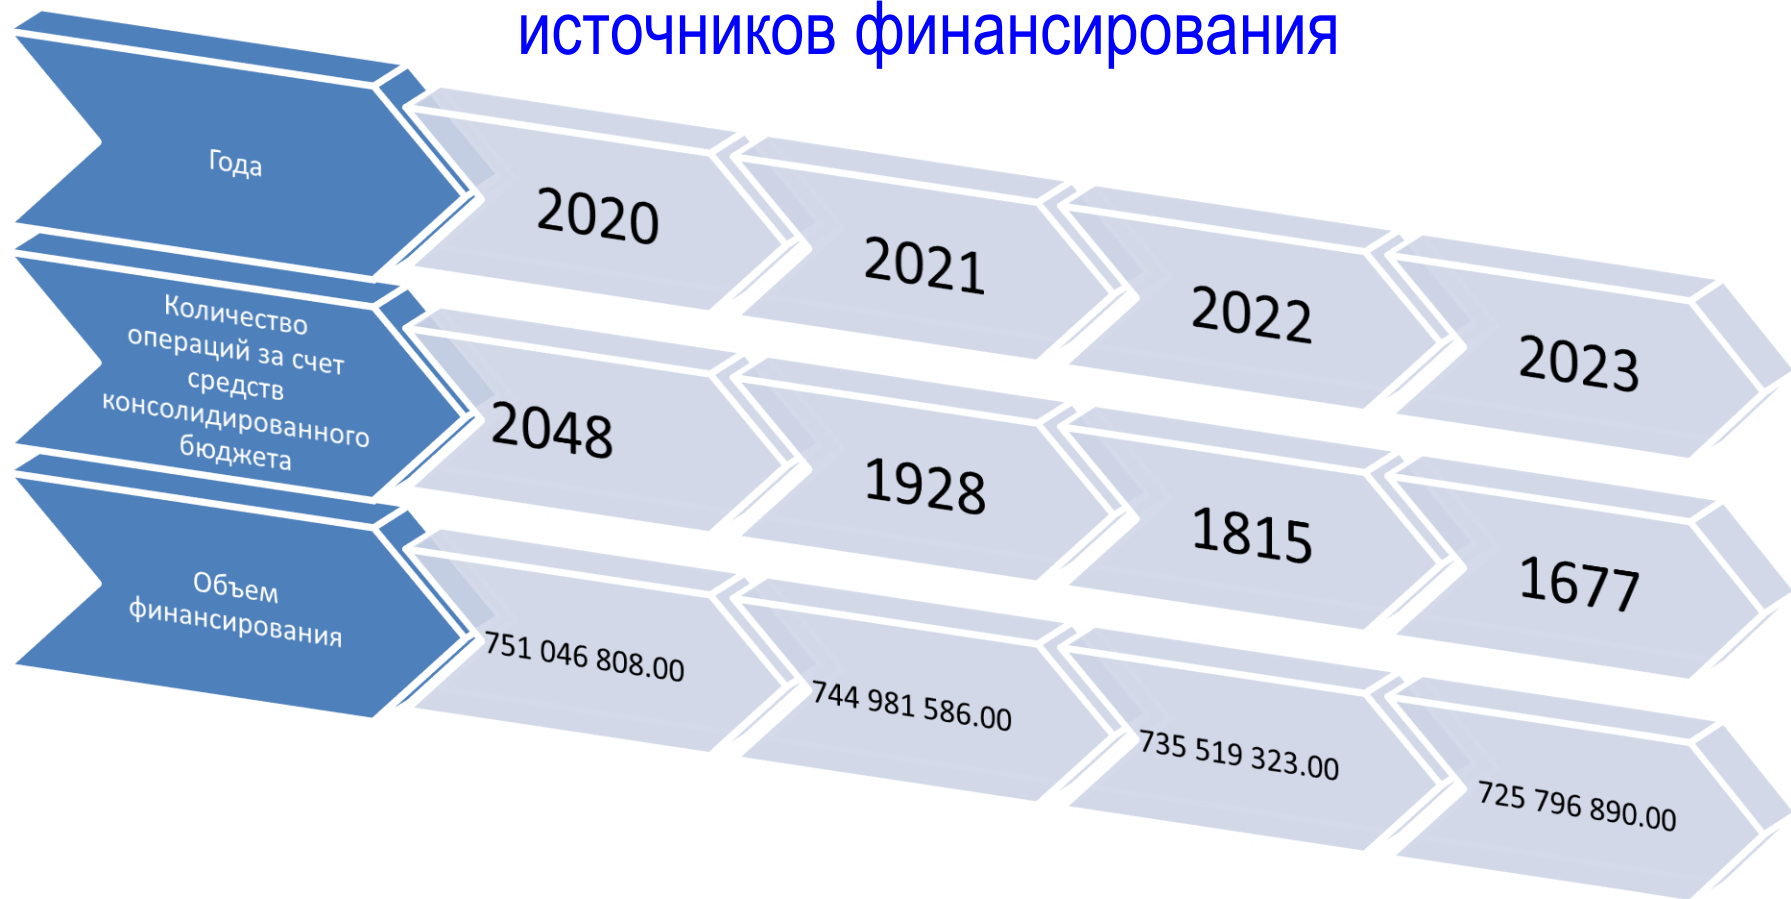 источников финансирования
Года
2020
2021
2022
2023
Количество
операций за счет
средств
консолидированного
бюджета
2048
1928
1815
1677
Объем
финансирования
751 046 808.00
744 981 586.00
735 519 323.00
725 796 890.00